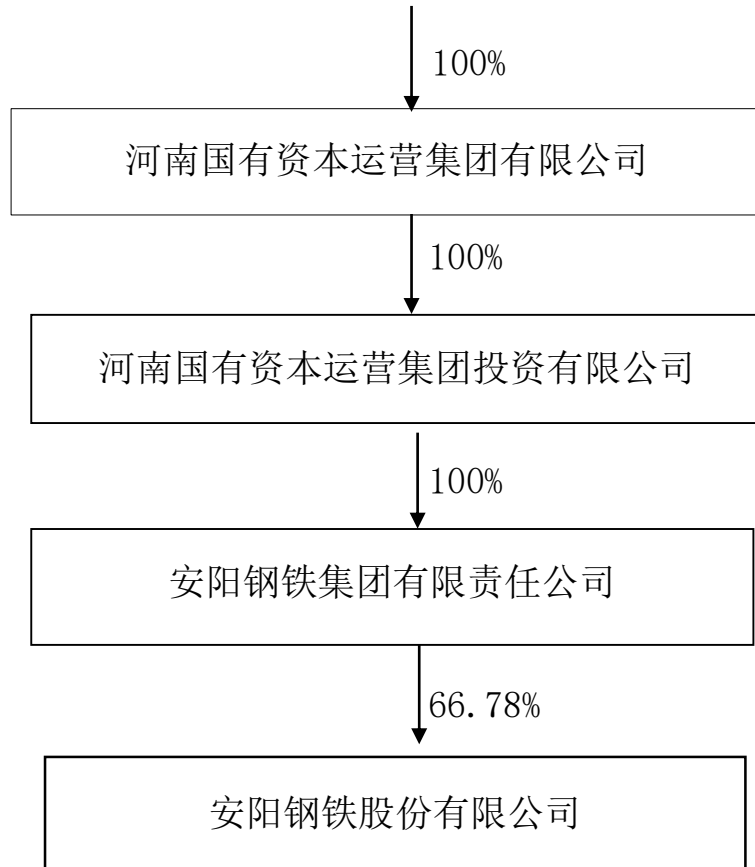 100%
河南国有资本运营集团有限公司
100%
河南国有资本运营集团投资有限公司
100%
安阳钢铁集团有限责任公司
66.78%
安阳钢铁股份有限公司